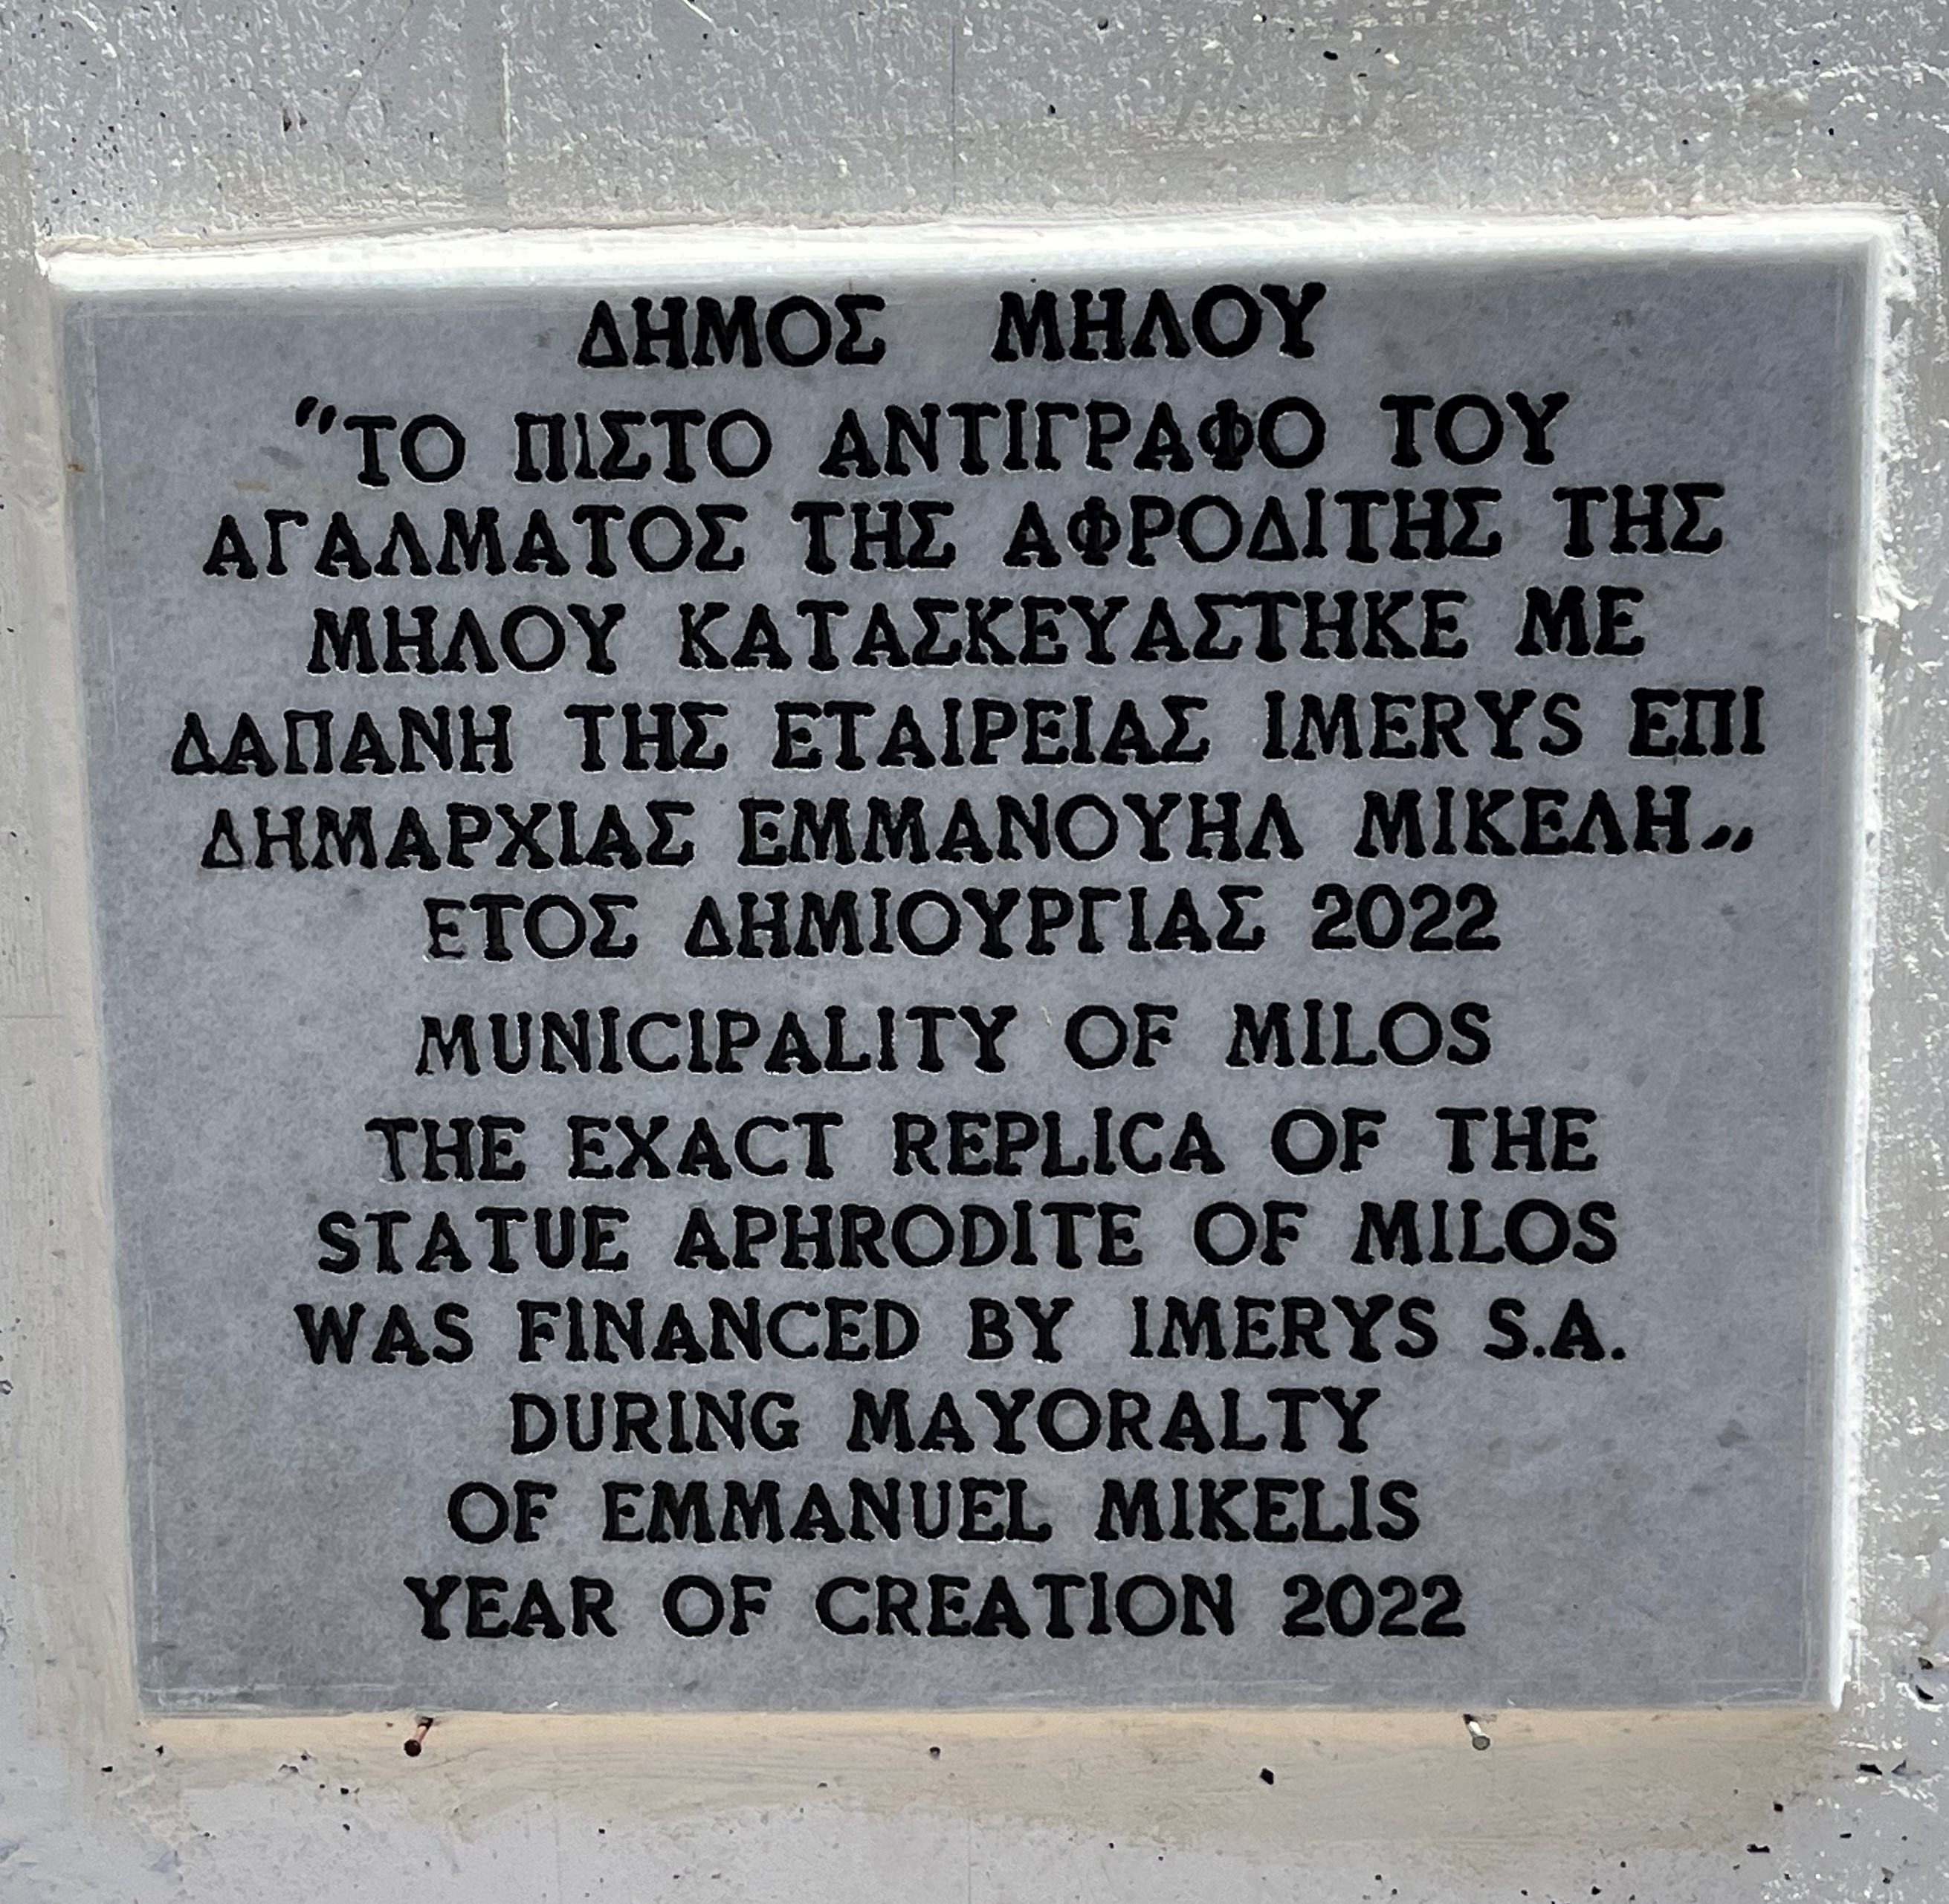 ΔΗΜΟΣ ΜΗΛΟΥ
"ΤΟ ΠΙΣΤΟ ΑΝΤΙΓΡΑΦΟ ΤΟΥ
ΑΓΑΛΜΑΤΟΣ ΤΗΣ ΑΦΡΟΔΙΤΗΣ ΤΗΣ
ΜΗΛΟΥ ΚΑΤΑΣΚΕΥΑΣΤΗΚΕ ΜΕ
ΔΑΠΑΝΗ ΤΗΣ ΕΤΑΙΡΕΙΑΣ IMERYS ΕΠΙ
ΔΗΜΑΡΧΙΑΣ ΕΜΜΑΝΟΥΗΛ ΜΙΚΕΛΗ„
ΕΤΟΣ ΔΗΜΙΟΥΡΓΙΑΣ 2022
MUNICIPALITY OF MILOS
THE EXACT REPLICA OF THE
STATUE APHRODITE OF MILOS
WAS FINANCED BY IMERYS S.A.
DURING MAYORALTY
OF EMMANUEL MIKELIS
YEAR OF CREATION 2022